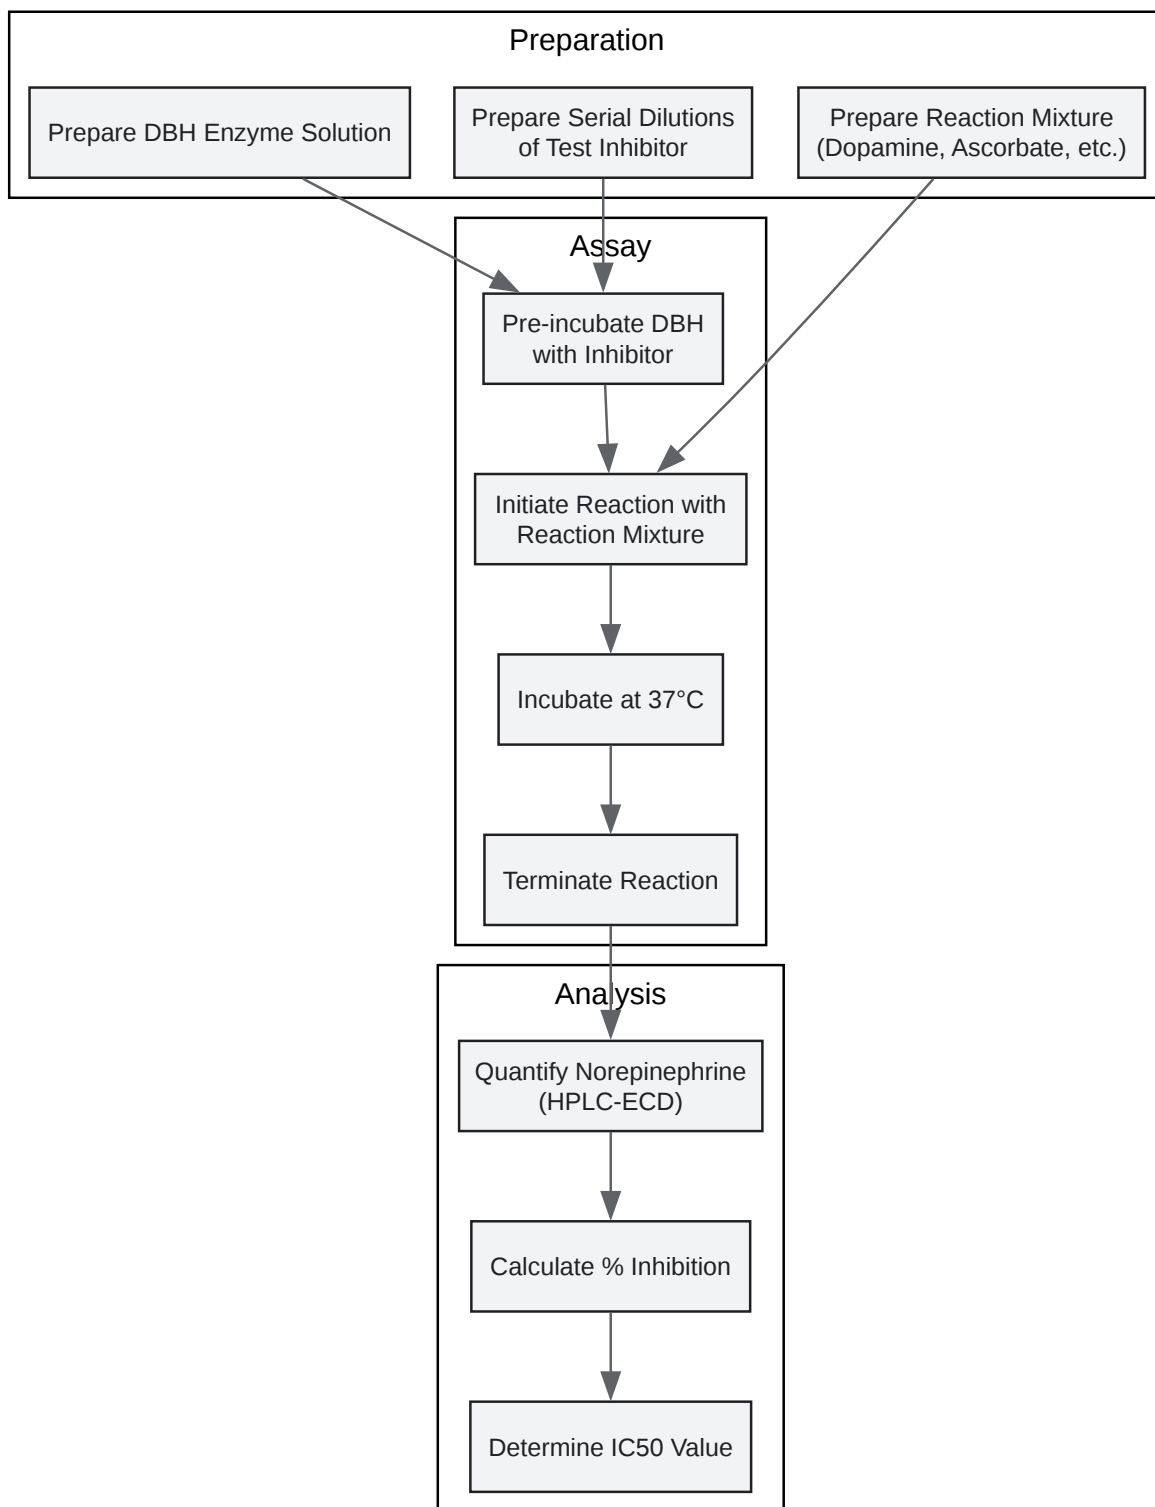 Preparation
Prepare DBH Enzyme Solution
Prepare Serial Dilutions
of Test Inhibitor
Prepare Reaction Mixture
(Dopamine, Ascorbate, etc.)
Assay
Pre-incubate DBH
with Inhibitor
Initiate Reaction with
Reaction Mixture
Incubate at 37°C
Terminate Reaction
Analysis
Quantify Norepinephrine
(HPLC-ECD)
Calculate % Inhibition
Determine IC50 Value